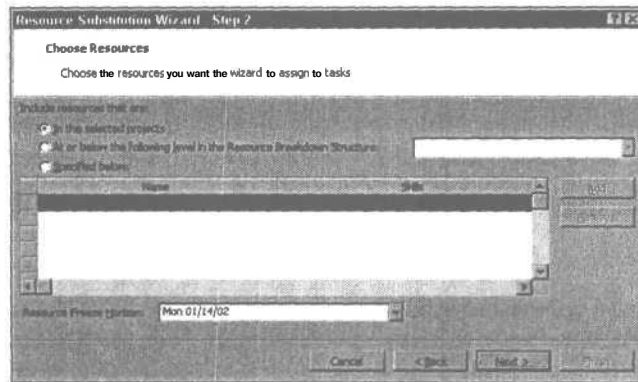 Resource Substitution Wizard Step 2
Choose Resources
Choose the resources you want the wizard to assign to tasks
Include resources that are:
In the selected projects
At or below the following level in the Resource Breakdown Structure:
Specified below:
Name Skills
Add
Resource Freeze Horizon: Mon 01/14/02
Cancel < Back Next >